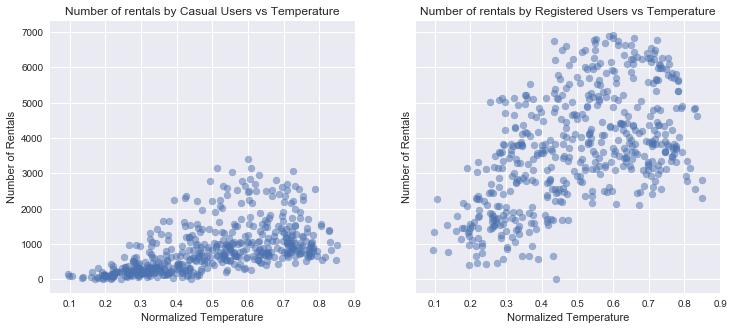 Number of rentals by Casual Users vs Temperature
Number of Rentals
7000
6000
5000
4000
3000
2000
1000
0
0.1 0.2 0.3 0.4 0.5 0.6 0.7 0.8 0.9
Normalized Temperature
Number of rentals by Registered Users vs Temperature
Number of Rentals
0.1 0.2 0.3 0.4 0.5 0.6 0.7 0.8 0.9
Normalized Temperature